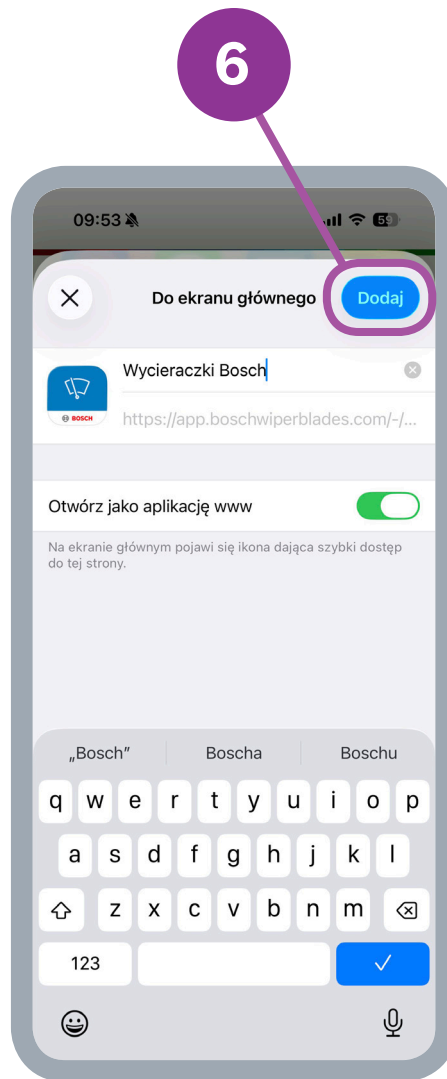 6
09:53
59
Do ekranu głównego
Dodaj
Wycieraczki Bosch
BOSCH
https://app.boschwiperblades.com/-/...
Otwórz jako aplikację www
Na ekranie głównym pojawi się ikona dająca szybki dostęp
do tej strony.
„Bosch” Boscha Boschu
q w e r t y u i o p
a s d f g h j k l
z x c v b n m
123